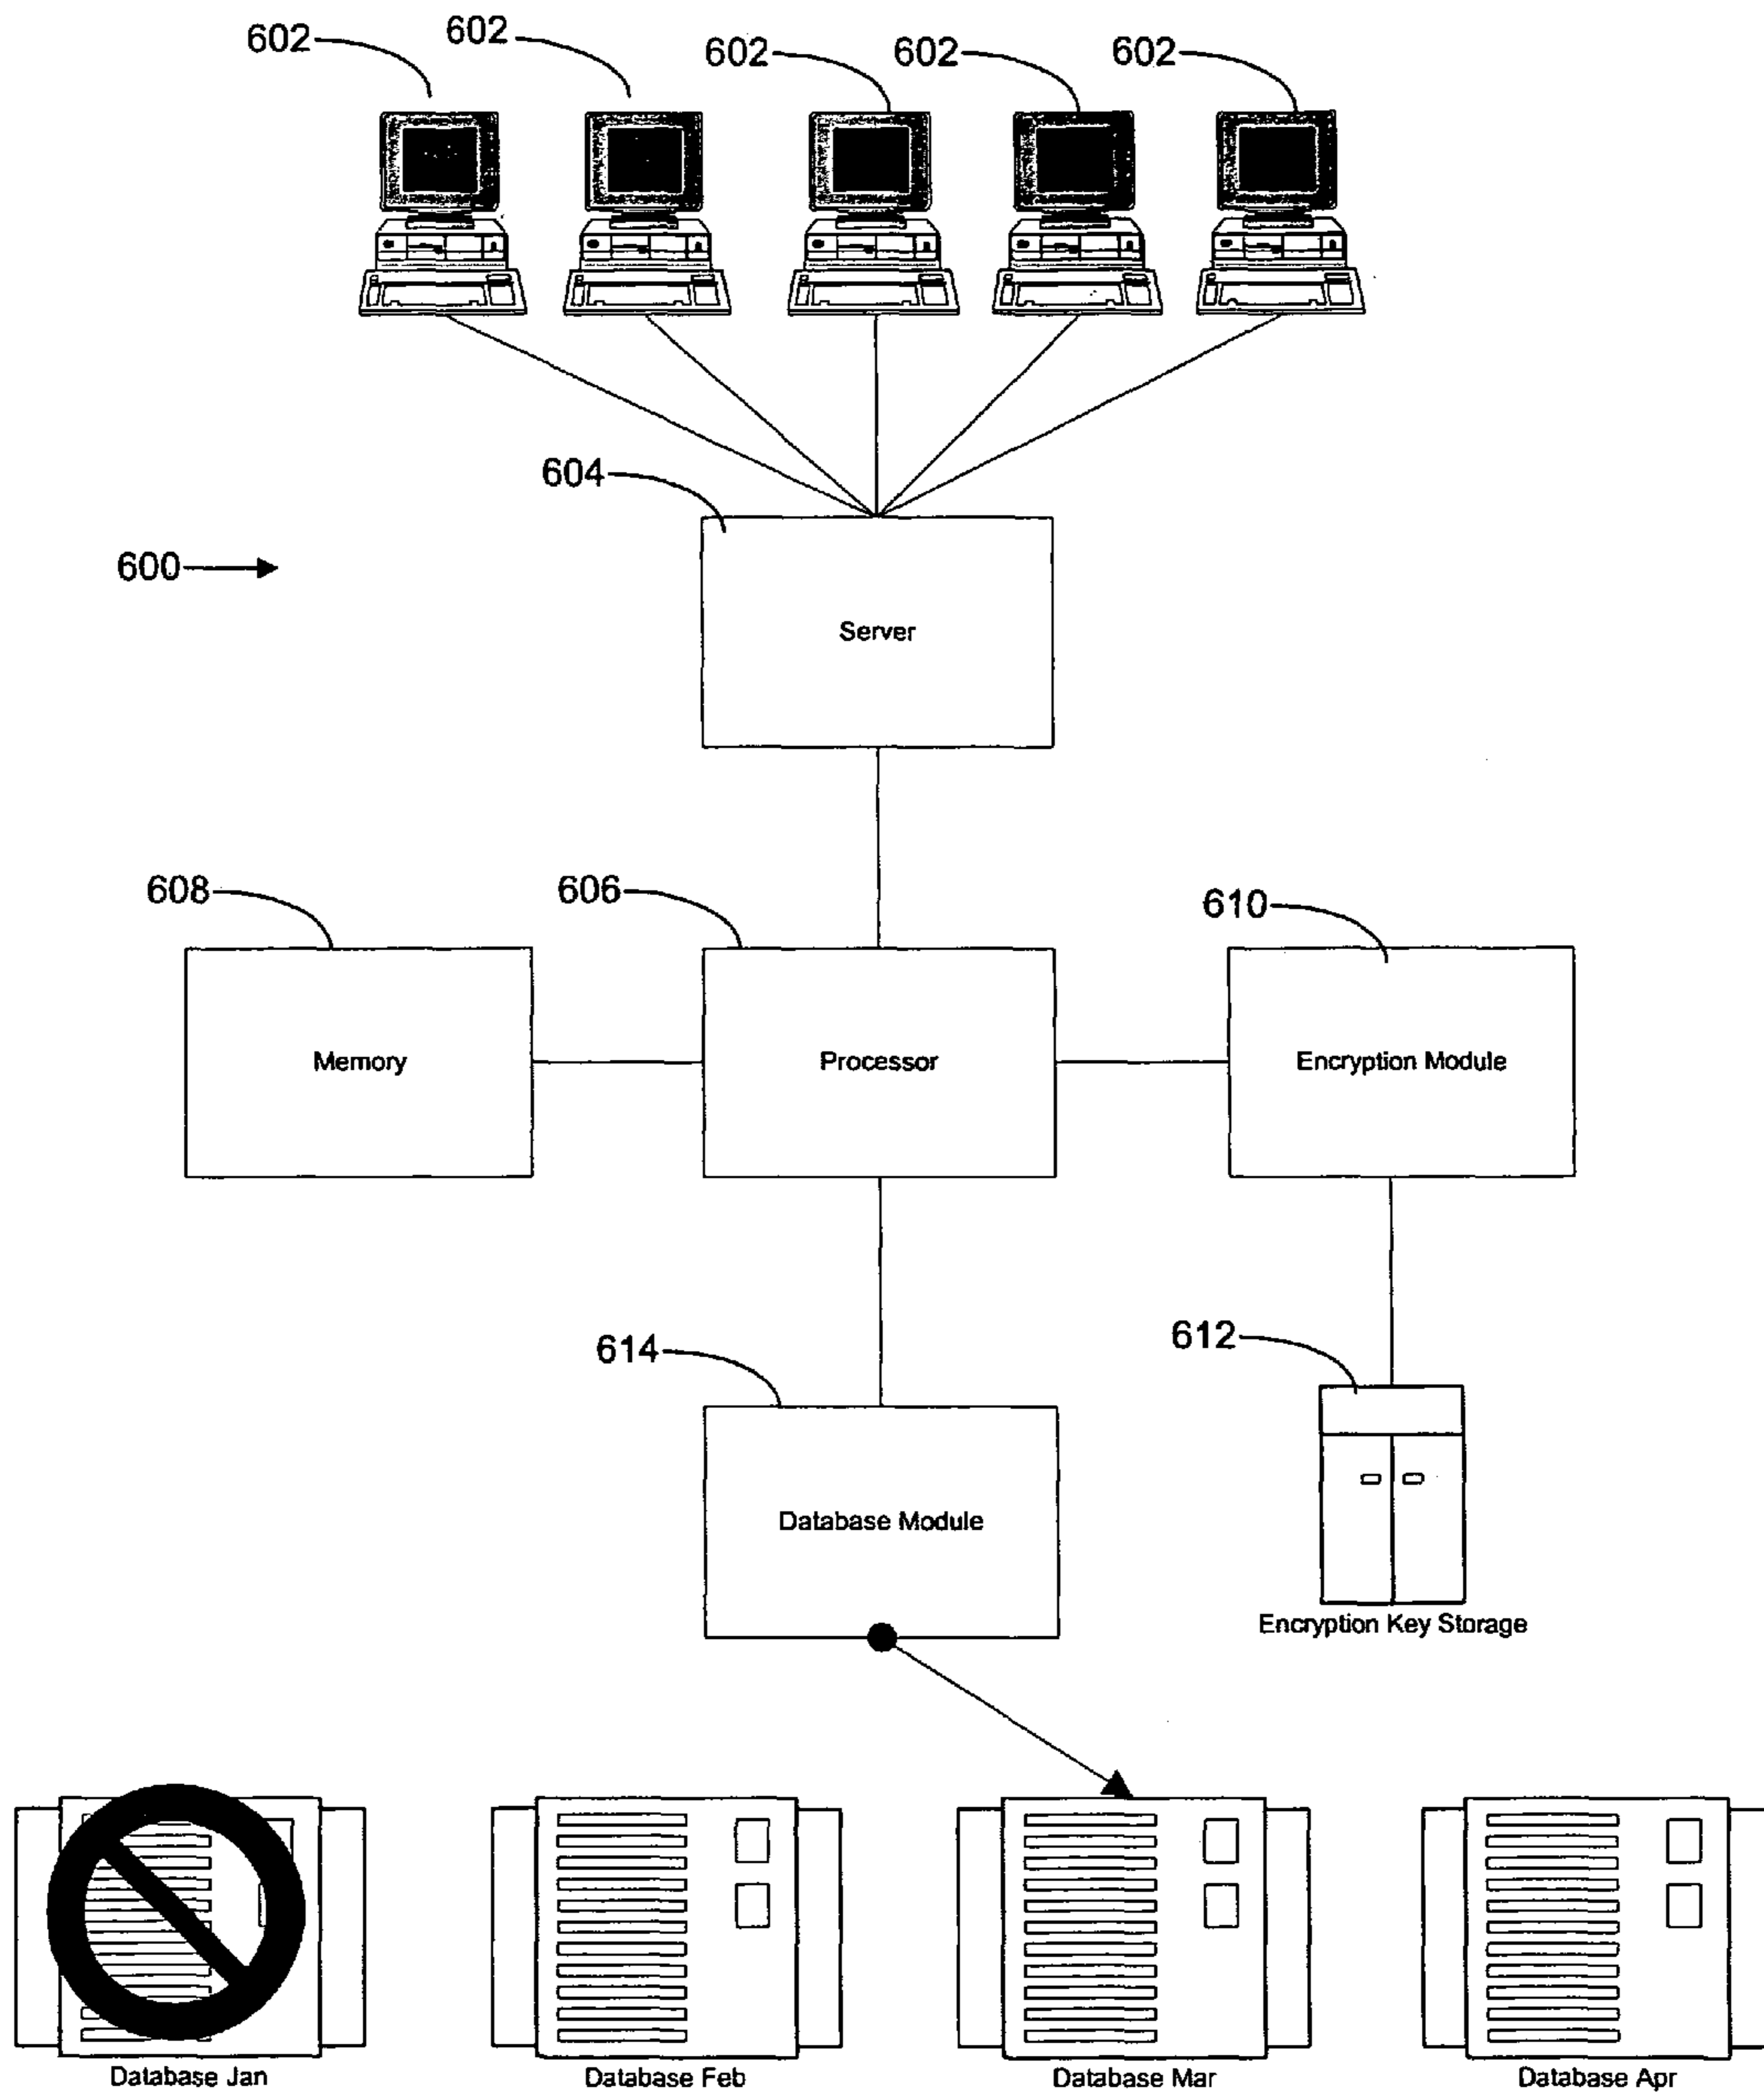 602
602
602
602
602
604
600
Server
608
606
610
Memory
Processor
Encryption Module
614
612
Database Module
Encryption Key Storage
Database Jan
Database Feb
Database Mar
Database Apr